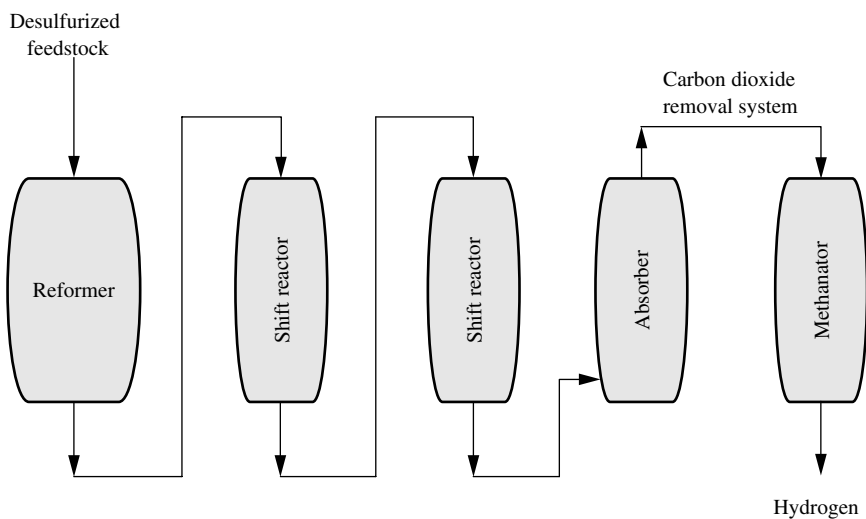 Desulfurized
feedstock
Carbon dioxide
removal system
Reformer
Shift reactor
Shift reactor
Absorber
Methanator
Hydrogen